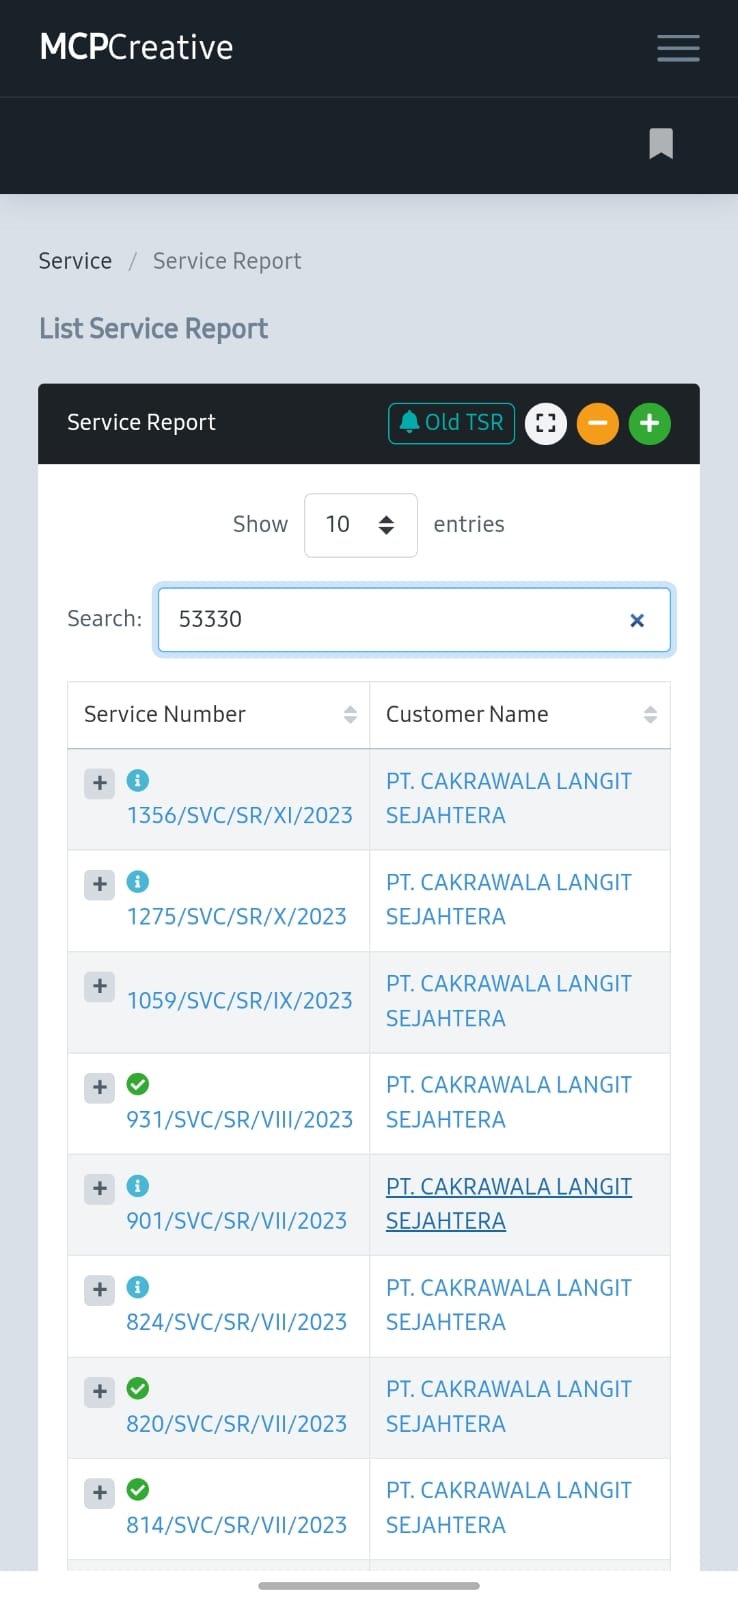 MCPCreative
Service / Service Report
List Service Report
Service Report Old TSR
Show 10 entries
Search: 53330
Service Number Customer Name
1356/SVC/SR/XI/2023 PT. CAKRAWALA LANGIT
SEJAHTERA
1275/SVC/SR/X/2023 PT. CAKRAWALA LANGIT
SEJAHTERA
1059/SVC/SR/IX/2023 PT. CAKRAWALA LANGIT
SEJAHTERA
931/SVC/SR/VIII/2023 PT. CAKRAWALA LANGIT
SEJAHTERA
901/SVC/SR/VII/2023 PT. CAKRAWALA LANGIT
SEJAHTERA
824/SVC/SR/VII/2023 PT. CAKRAWALA LANGIT
SEJAHTERA
820/SVC/SR/VII/2023 PT. CAKRAWALA LANGIT
SEJAHTERA
814/SVC/SR/VII/2023 PT. CAKRAWALA LANGIT
SEJAHTERA